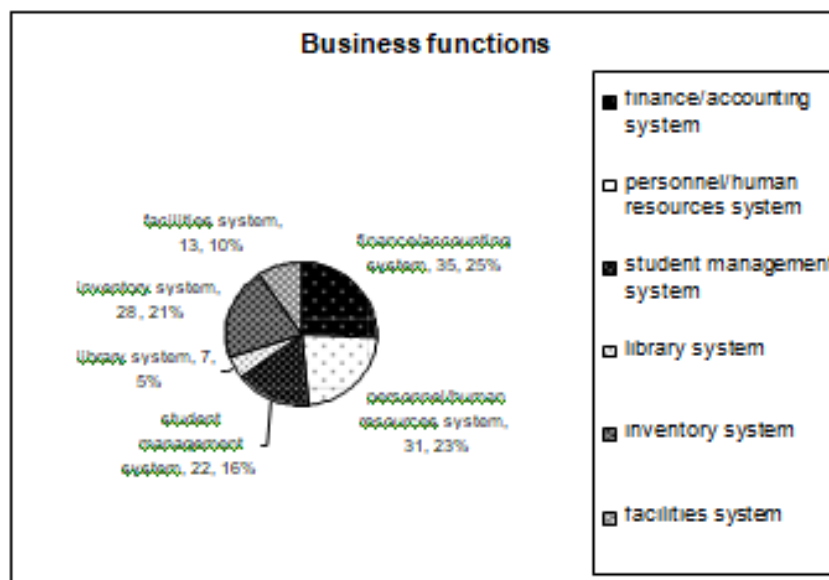 Business functions
facilities system,
13, 10%
finance/accounting
system, 35, 25%
inventory system,
28, 21%
library system, 7,
5%
student
management
system, 22, 16%
personnel/human
resources system,
31, 23%
finance/accounting
system
personnel/human
resources system
student management
system
library system
inventory system
facilities system